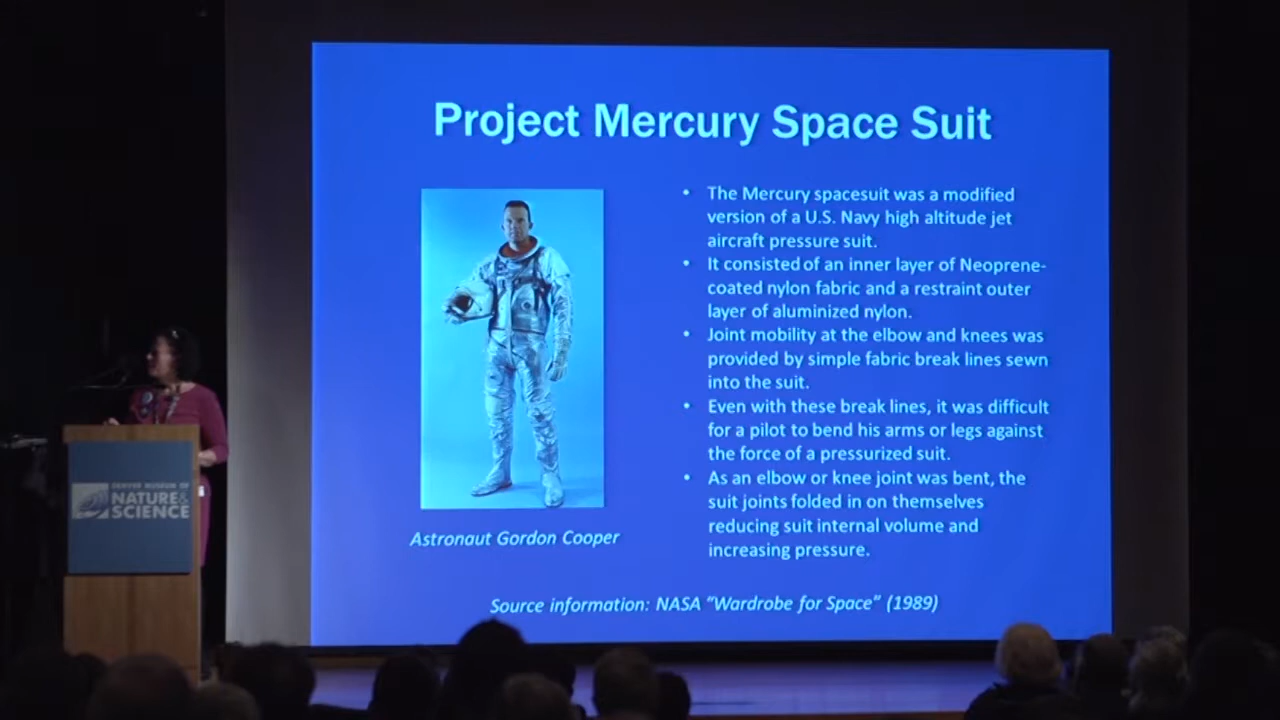 Project Mercury Space Suit
• The Mercury spacesuit was a modified
version of a U.S. Navy high altitude jet
aircraft pressure suit.
• It consisted of an inner layer of Neoprene-
coated nylon fabric and a restraint outer
layer of aluminized nylon.
• Joint mobility at the elbow and knees was
provided by simple fabric break lines sewn
into the suit.
• Even with these break lines, it was difficult
for a pilot to bend his arms or legs against
the force of a pressurized suit.
• As an elbow or knee joint was bent, the
suit joints folded in on themselves
reducing suit internal volume and
increasing pressure.
Astronaut Gordon Cooper
Source information: NASA “Wardrobe for Space” (1989)
DENVER MUSEUM OF
NATURE&
SCIENCE